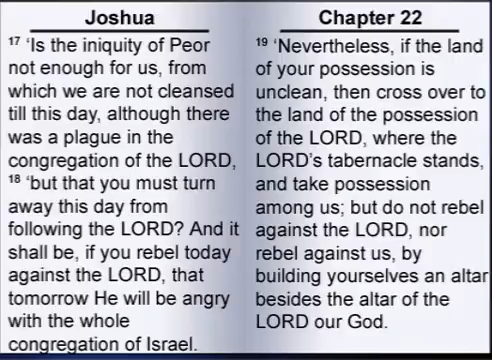 Joshua
¹⁷ ‘Is the iniquity of Peor
not enough for us, from
which we are not cleansed
till this day, although there
was a plague in the
congregation of the LORD,
¹⁸ ‘but that you must turn
away this day from
following the LORD? And it
shall be, if you rebel today
against the LORD, that
tomorrow He will be angry
with the whole
congregation of Israel.
Chapter 22
¹⁹ ‘Nevertheless, if the land
of your possession is
unclean, then cross over to
the land of the possession
of the LORD, where the
LORD’s tabernacle stands,
and take possession
among us; but do not rebel
against the LORD, nor
rebel against us, by
building yourselves an altar
besides the altar of the
LORD our God.